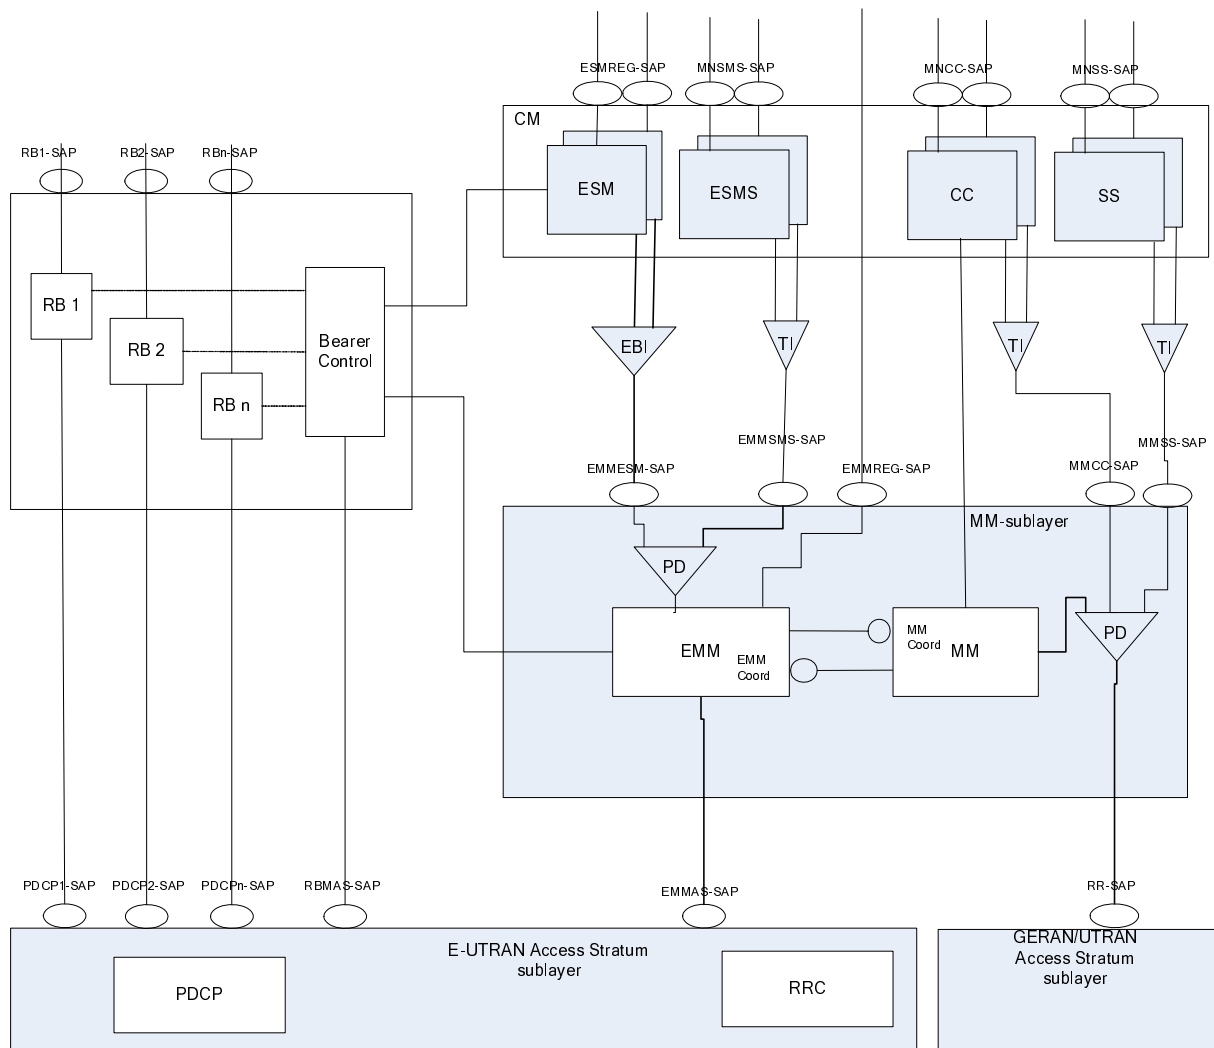 ESMREG-SAP
MNSMS-SAP
MNCC-SAP
MNSS-SAP
CM
RB1-SAP
RB2-SAP
RBn-SAP
ESM
ESMS
CC
SS
RB 1
RB 2
RB n
Bearer
Control
EBI
TI
TI
TI
EMMSMS-SAP
MMSS-SAP
EMMESM-SAP
EMMREG-SAP
MMCC-SAP
MM-sublayer
PD
EMM
EMM
Coord
MM
Coord
MM
PD
PDCP1-SAP
PDCP2-SAP
PDCPn-SAP
RBMAS-SAP
EMMAS-SAP
RR-SAP
E-UTRAN Access Stratum
sublayer
GERAN/UTRAN
Access Stratum
sublayer
PDCP
RRC